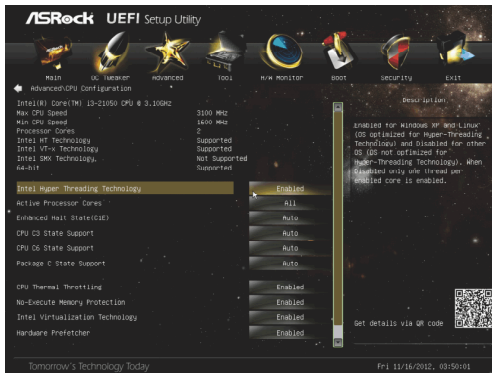 ASRock UEFI Setup Utility
Main OC Tweaker Advanced Tool H/W Monitor Boot Security Exit
Advanced\CPU Configuration
Description
Intel(R) Core(TM) i3-2105O CPU @ 3.10GHz
Max CPU Speed 3100 MHz
Min CPU Speed 1600 MHz
Processor Cores 2
Intel HT Technology Supported
Intel VT-x Technology Supported
Intel SMX Technology. Not Supported
64-bit Supported
Enabled for Windows XP and Linux
(OS optimized for Hyper-Threading
Technology) and Disabled for other
OS (OS not optimized for
Hyper-Threading Technology). When
Disabled only one thread per
enabled core is enabled.
Intel Hyper Threading Technology Enabled
Active Processor Cores All
Enhanced Halt State(C1E) Auto
CPU C3 State Support Auto
CPU C6 State Support Auto
Package C State Support Auto
CPU Thermal Throttling Enabled
No-Execute Memory Protection Enabled
Intel Virtualization Technology Enabled
Hardware Prefetcher Enabled
Get details via QR code
Tomorrow's Technology Today
Fri 11/16/2012, 03:50:01